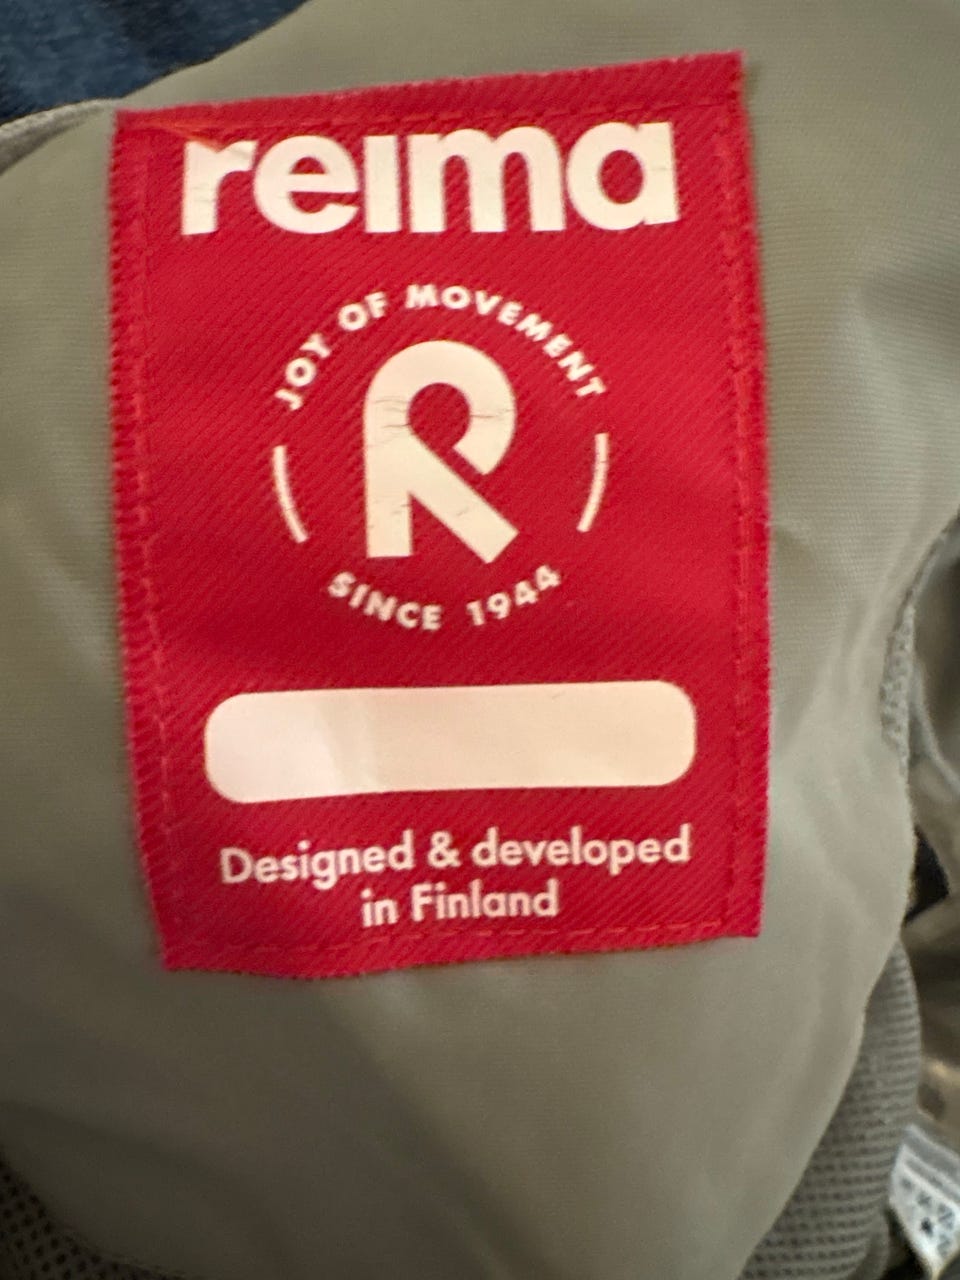 reima
JOY OF MOVEMENT
R
SINCE 1944
Designed & developed
in Finland